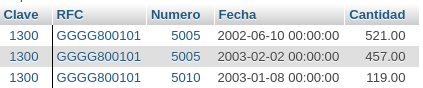 Clave RFC Numero Fecha Cantidad
1300 GGGG800101 5005 2002-06-10 00:00:00 521.00
1300 GGGG800101 5005 2003-02-02 00:00:00 457.00
1300 GGGG800101 5010 2003-01-08 00:00:00 119.00